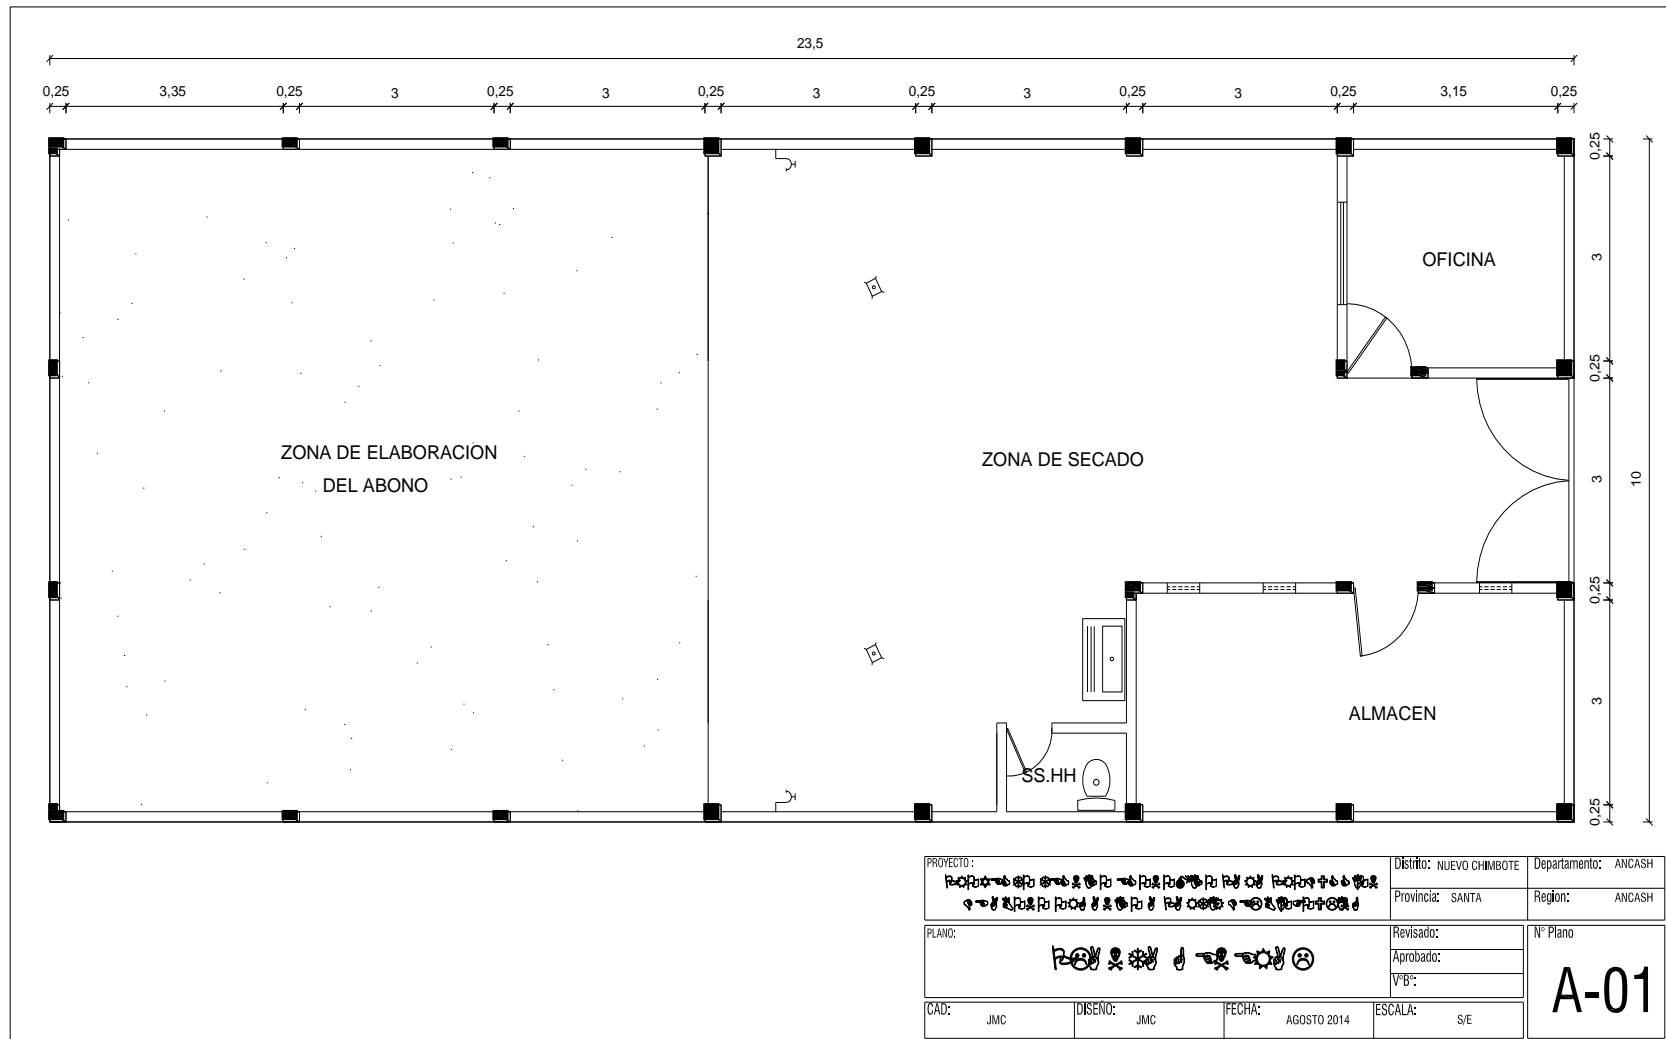 23,5
0,25 3,35 0,25 3 0,25 3 0,25 3 0,25 3 0,25 3 0,25 3,15 0,25
0,25
3
0,25
3
0,25
3
0,25
10
OFICINA
ZONA DE ELABORACION
DEL ABONO
ZONA DE SECADO
ALMACEN
SS.HH
PROYECTO :
Distrito: NUEVO CHIMBOTE
Departamento: ANCASH
Provincia: SANTA
Region: ANCASH
PLANO:
Revisado:
Aprobado:
V°B°:
N° Plano
A-01
CAD: JMC
DISEÑO: JMC
FECHA: AGOSTO 2014
ESCALA: S/E